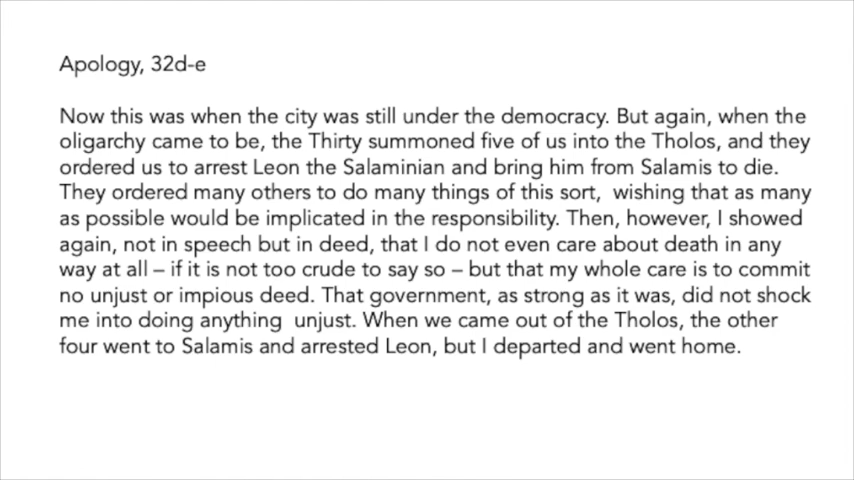 Apology, 32d-e
Now this was when the city was still under the democracy. But again, when the
oligarchy came to be, the Thirty summoned five of us into the Tholos, and they
ordered us to arrest Leon the Salaminian and bring him from Salamis to die.
They ordered many others to do many things of this sort,  wishing that as many
as possible would be implicated in the responsibility. Then, however, I showed
again, not in speech but in deed, that I do not even care about death in any
way at all – if it is not too crude to say so – but that my whole care is to commit
no unjust or impious deed. That government, as strong as it was, did not shock
me into doing anything  unjust. When we came out of the Tholos, the other
four went to Salamis and arrested Leon, but I departed and went home.